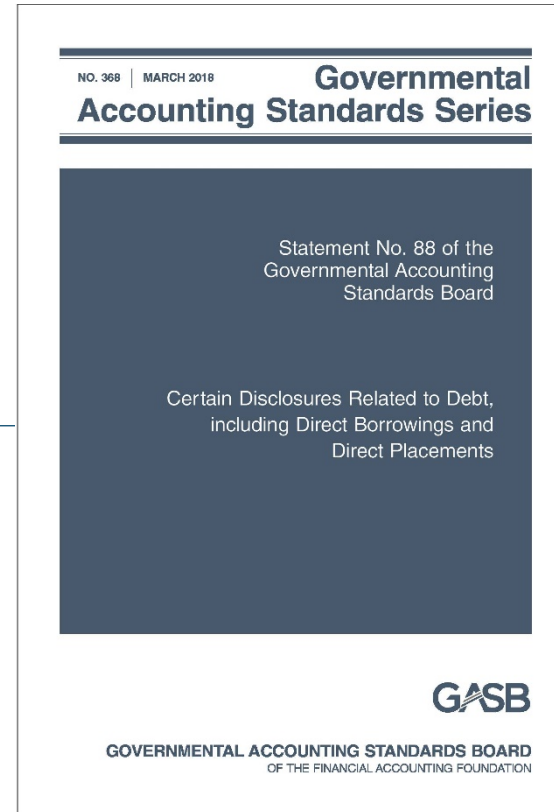 NO. 368 | MARCH 2018
Governmental
Accounting Standards Series
Statement No. 88 of the
Governmental Accounting
Standards Board
Certain Disclosures Related to Debt,
including Direct Borrowings and
Direct Placements
GASB
GOVERNMENTAL ACCOUNTING STANDARDS BOARD
OF THE FINANCIAL ACCOUNTING FOUNDATION